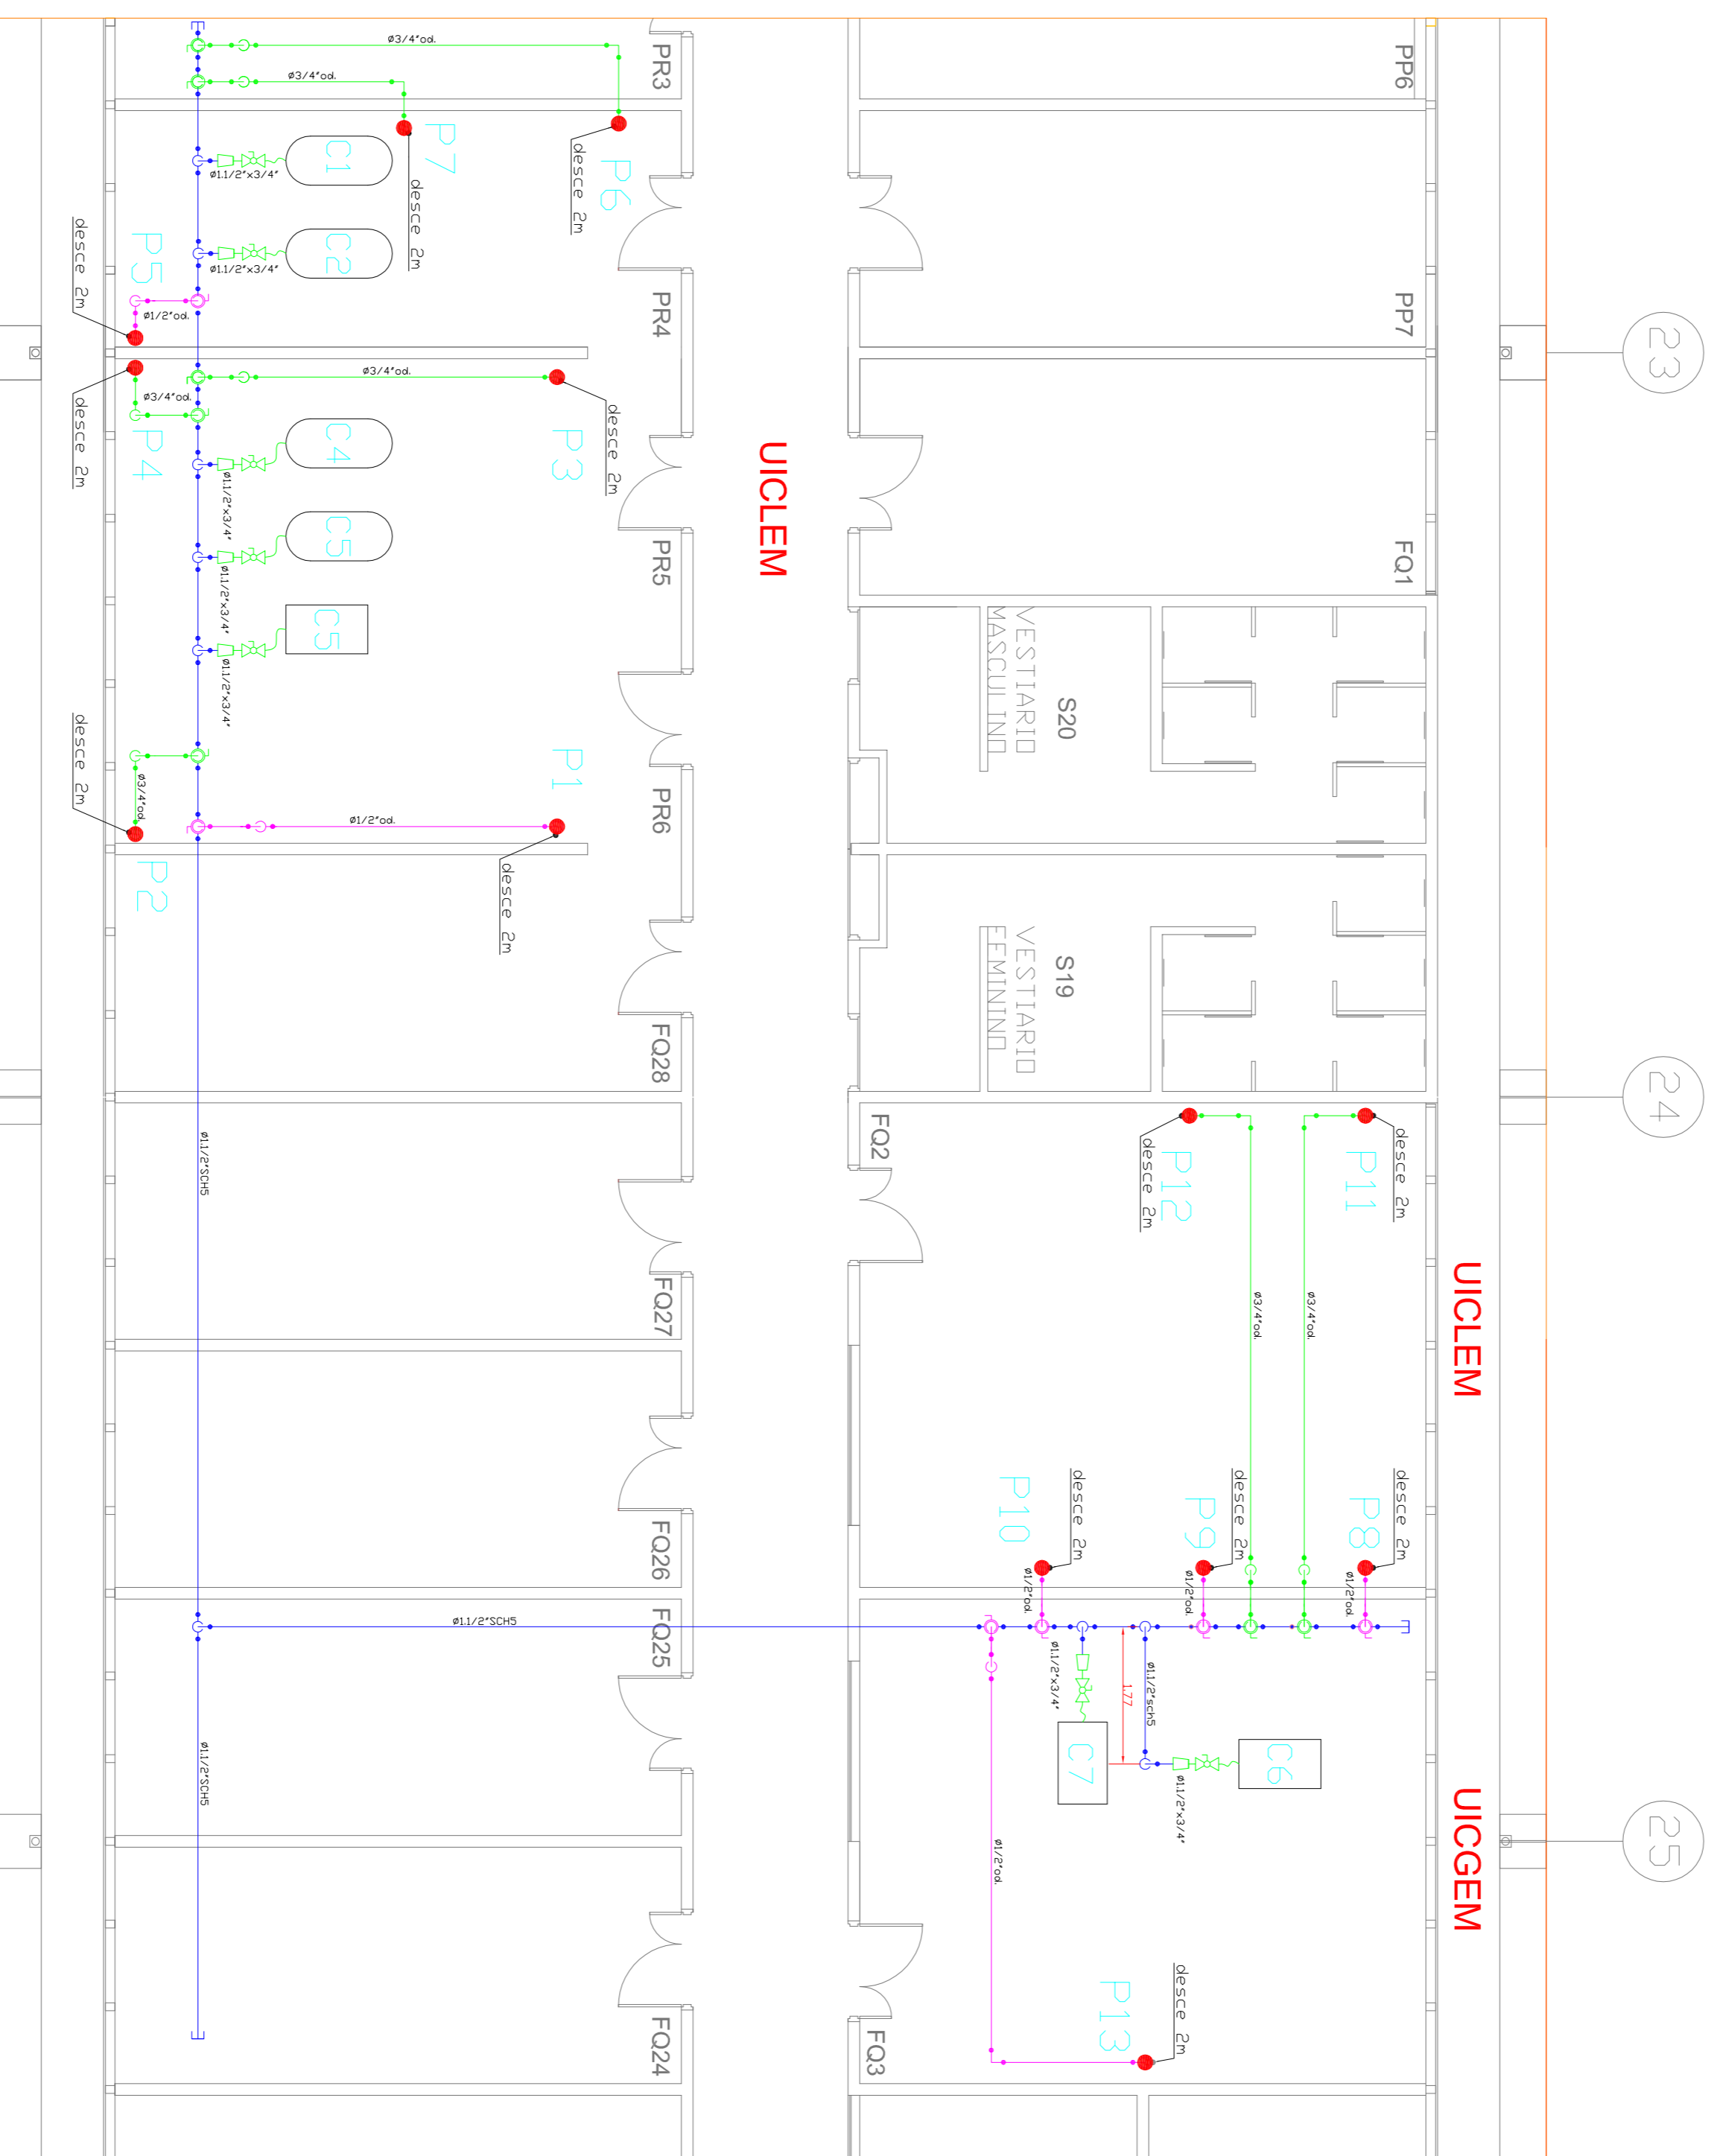 23
24
25
PP6
PP7
FQ1
UICLEM
UICGEM
desce 2m
P11
desce 2m
P12
desce 2m
P8
desce 2m
P9
desce 2m
P10
Ø3/4"od.
Ø3/4"od.
Ø1/2"od.
Ø1/2"od.
Ø1/2"od.
S20
VESTIARIO
MASCULINO
S19
VESTIARIO
FEMININO
C6
Ø1.1/2"x3/4"
Ø1.1/2"sch5
1.77
C7
Ø1.1/2"x3/4"
desce 2m
P13
Ø1/2"od.
FQ2
FQ3
UICLEM
PR3
PR4
PR5
PR6
FQ28
FQ27
FQ26
FQ25
FQ24
P6
desce 2m
Ø3/4"od.
P7
desce 2m
Ø3/4"od.
desce 2m
P3
Ø3/4"od.
P1
desce 2m
Ø1/2"od.
C1
C2
C4
C5
C5
Ø1.1/2"x3/4"
Ø1.1/2"x3/4"
Ø1.1/2"x3/4"
Ø1.1/2"x3/4"
Ø1.1/2"x3/4"
Ø1.1/2"SCH5
Ø1.1/2"SCH5
Ø1.1/2"SCH5
P5
Ø1/2"od.
desce 2m
P4
Ø3/4"od.
desce 2m
P2
Ø3/4"od.
desce 2m